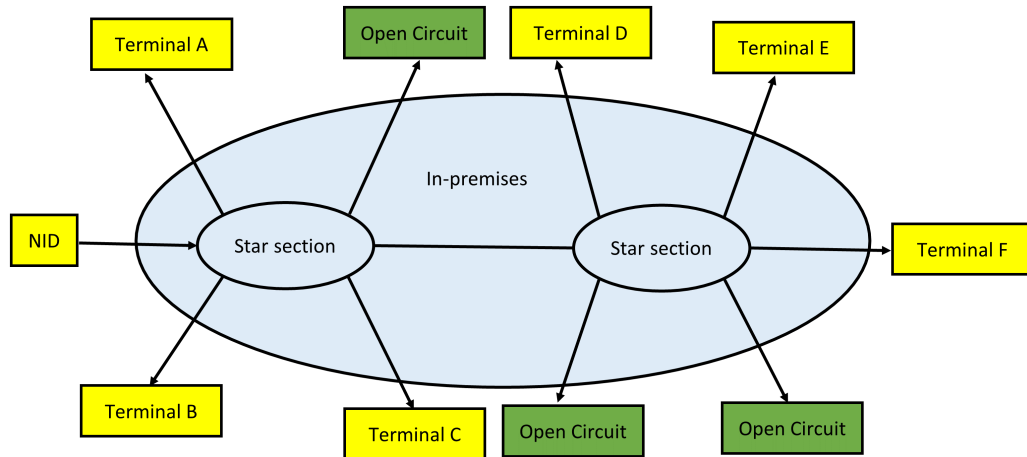 Terminal A
Open Circuit
Terminal D
Terminal E
In-premises
NID
Star section
Star section
Terminal F
Terminal B
Terminal C
Open Circuit
Open Circuit